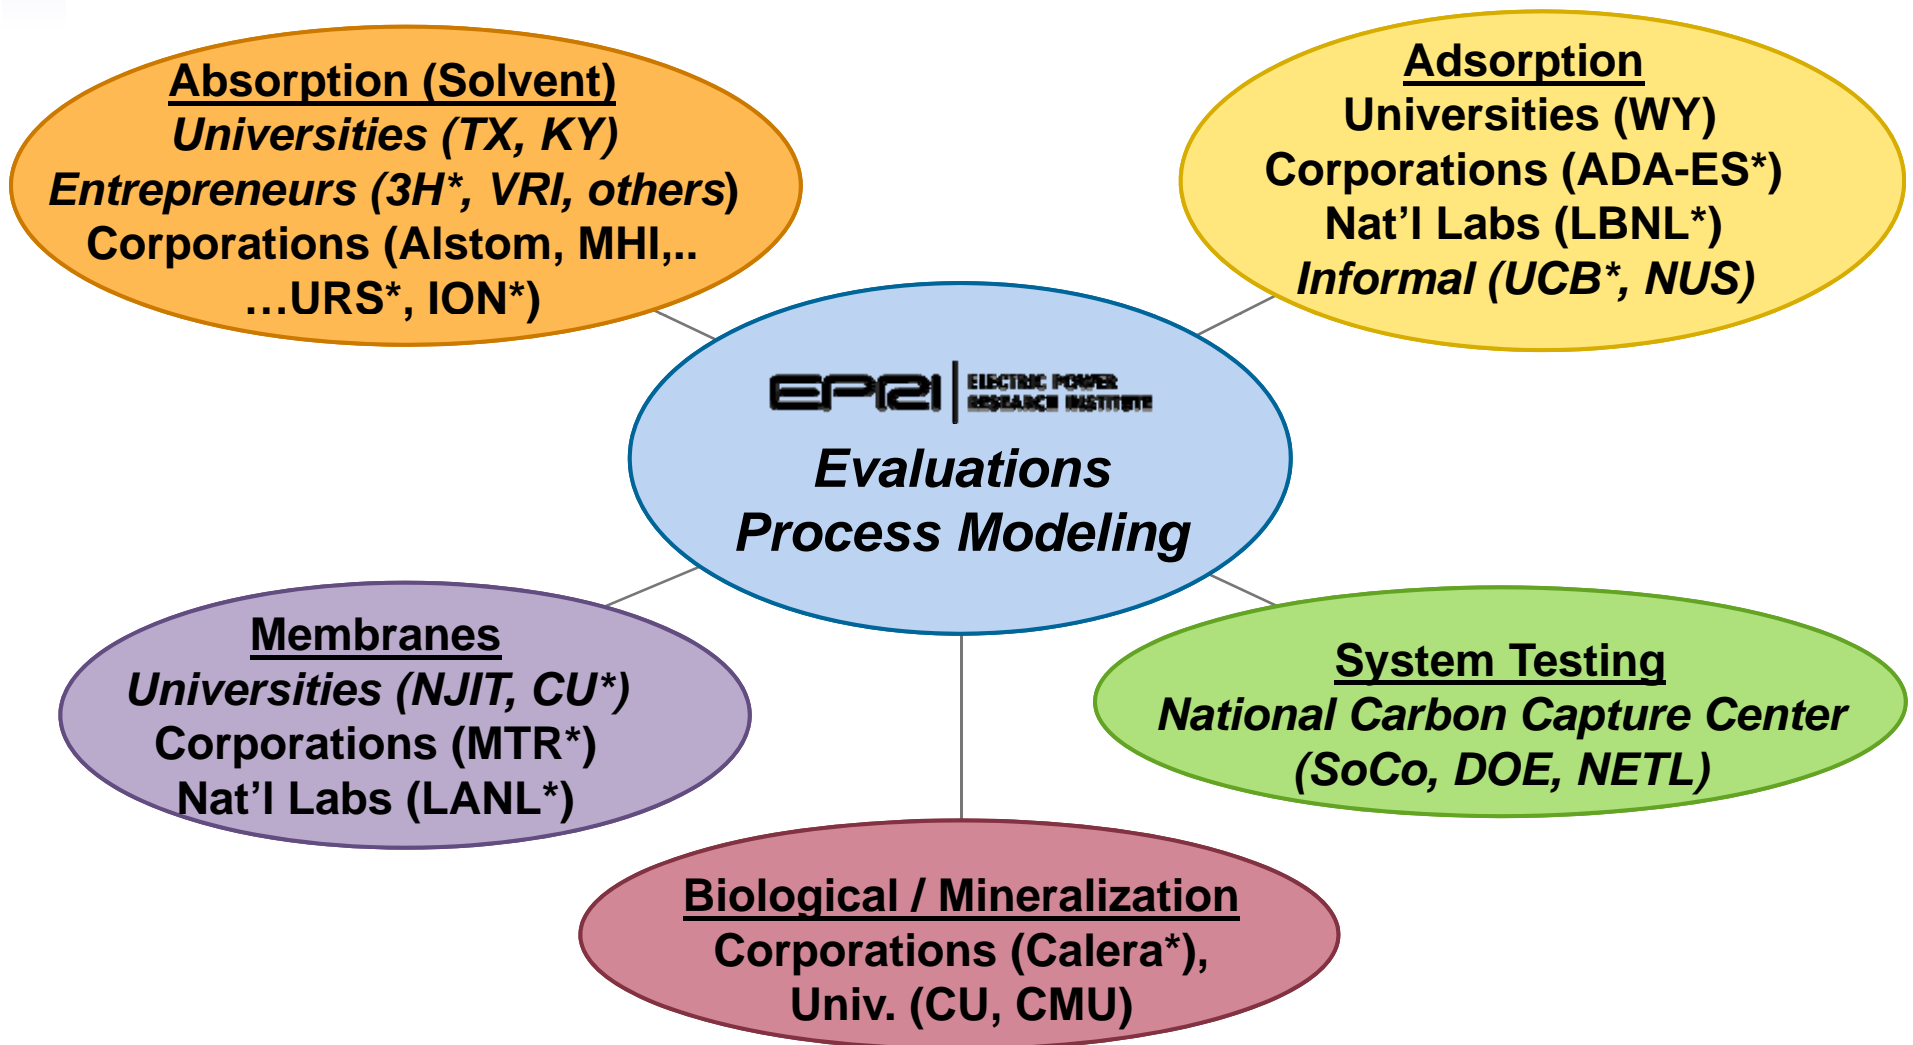 Absorption (Solvent)
Universities (TX, KY)
Entrepreneurs (3H*, VRI, others)
Corporations (Alstom, MHI,..
…URS*, ION*)
Adsorption
Universities (WY)
Corporations (ADA-ES*)
Nat’l Labs (LBNL*)
Informal (UCB*, NUS)
EPRI ELECTRIC POWER
RESEARCH INSTITUTE
Evaluations
Process Modeling
Membranes
Universities (NJIT, CU*)
Corporations (MTR*)
Nat’l Labs (LANL*)
System Testing
National Carbon Capture Center
(SoCo, DOE, NETL)
Biological / Mineralization
Corporations (Calera*),
Univ. (CU, CMU)